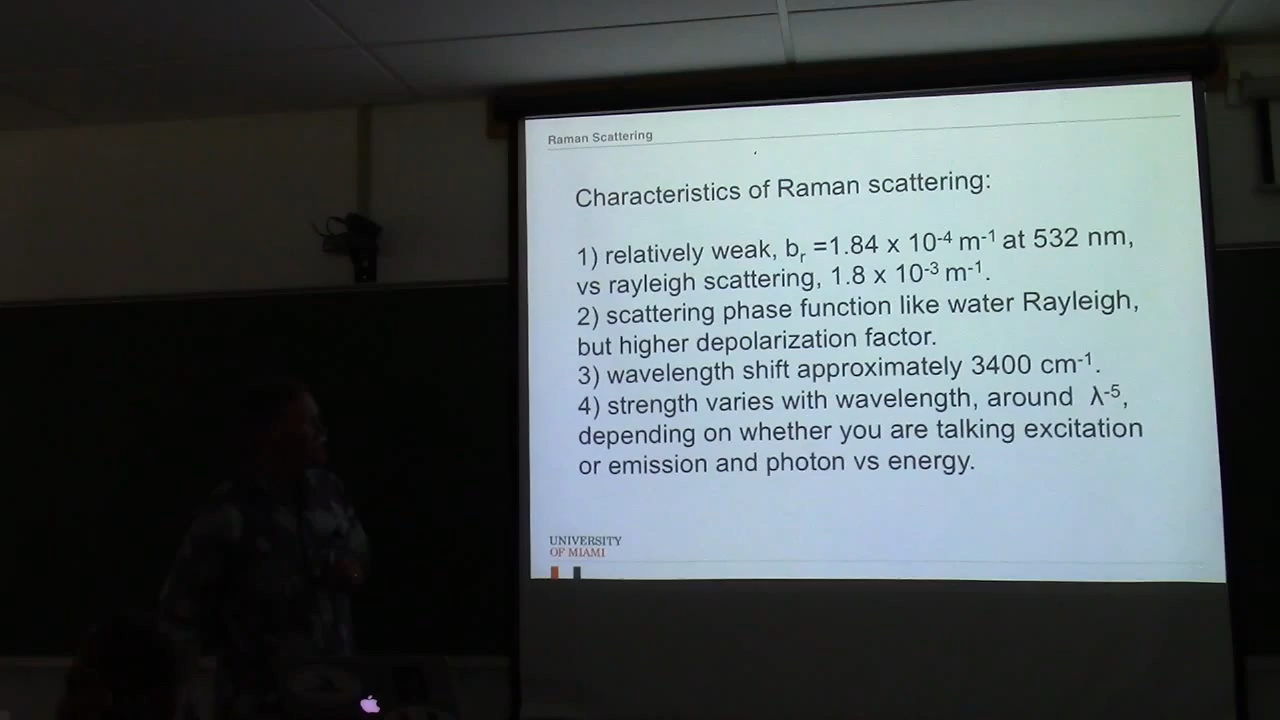 Raman Scattering
Characteristics of Raman scattering:
1) relatively weak, bᵣ =1.84 x 10⁻⁴ m⁻¹ at 532 nm,
vs rayleigh scattering, 1.8 x 10⁻³ m⁻¹.
2) scattering phase function like water Rayleigh,
but higher depolarization factor.
3) wavelength shift approximately 3400 cm⁻¹.
4) strength varies with wavelength, around λ⁻⁵,
depending on whether you are talking excitation
or emission and photon vs energy.
UNIVERSITY
OF MIAMI